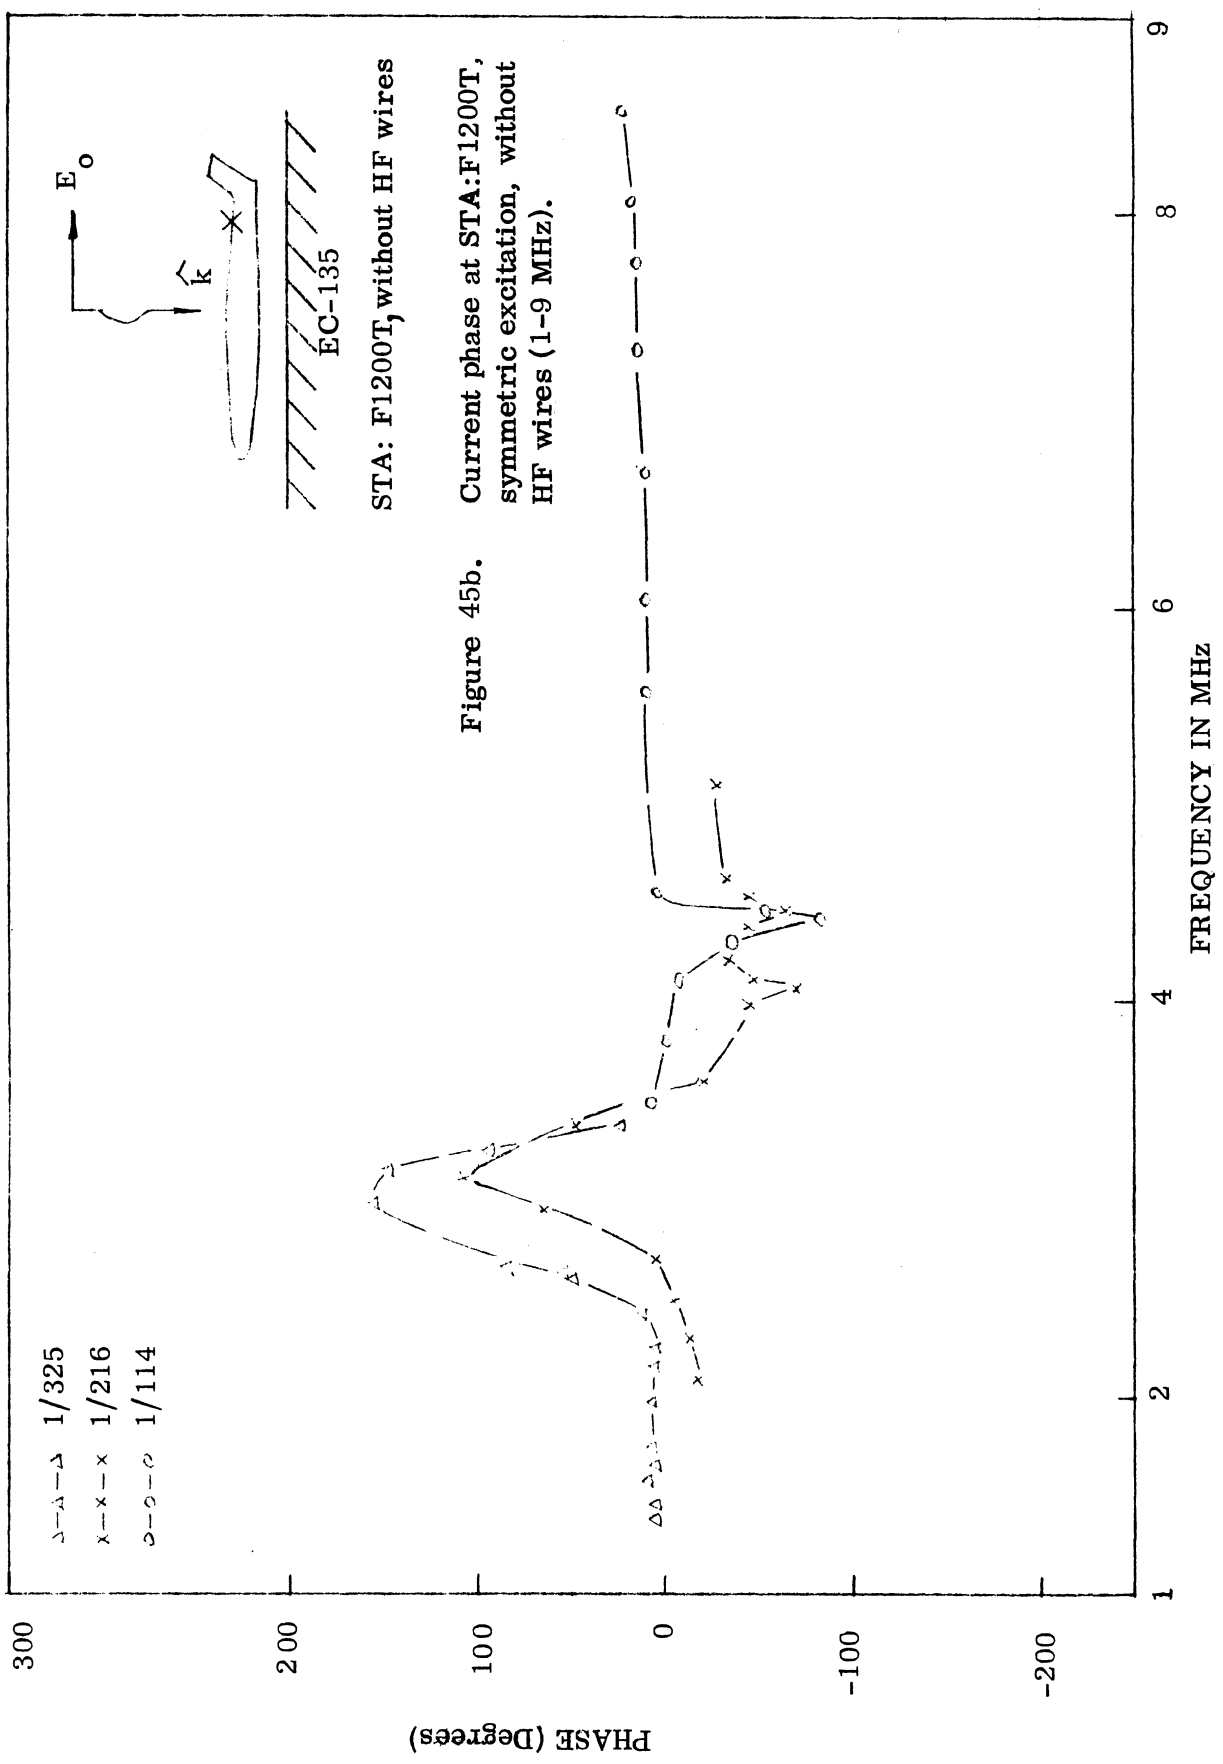 △-△-△ 1/325
x-x-x 1/216
o-o-o 1/114
E_o
k̂
EC-135
STA: F1200T, without HF wires
Figure 45b. Current phase at STA:F1200T,
symmetric excitation, without
HF wires (1-9 MHz).
PHASE (Degrees)
300
200
100
0
-100
-200
1
2
4
6
8
9
FREQUENCY IN MHz